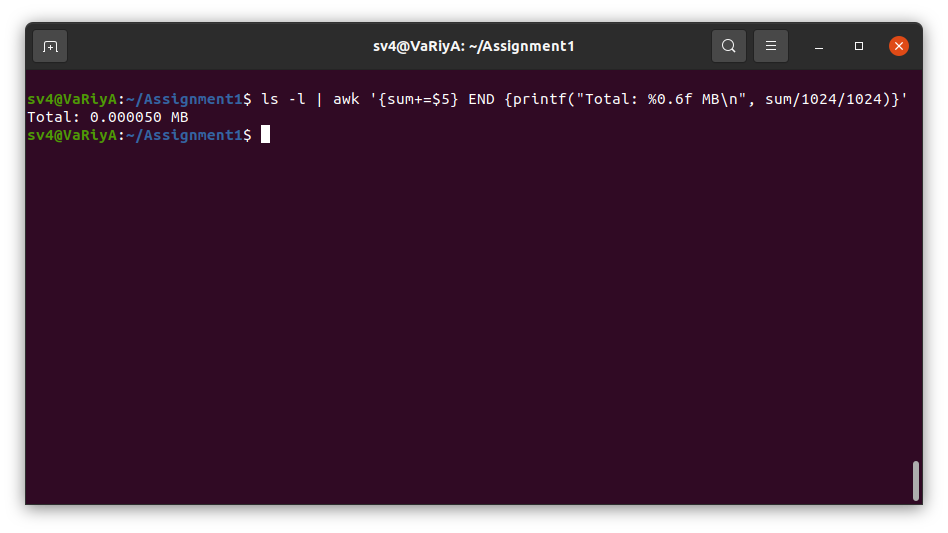 sv4@VaRiyA: ~/Assignment1
sv4@VaRiyA:~/Assignment1$ ls -l | awk '{sum+=$5} END {printf("Total: %0.6f MB\n", sum/1024/1024)}'
Total: 0.000050 MB
sv4@VaRiyA:~/Assignment1$